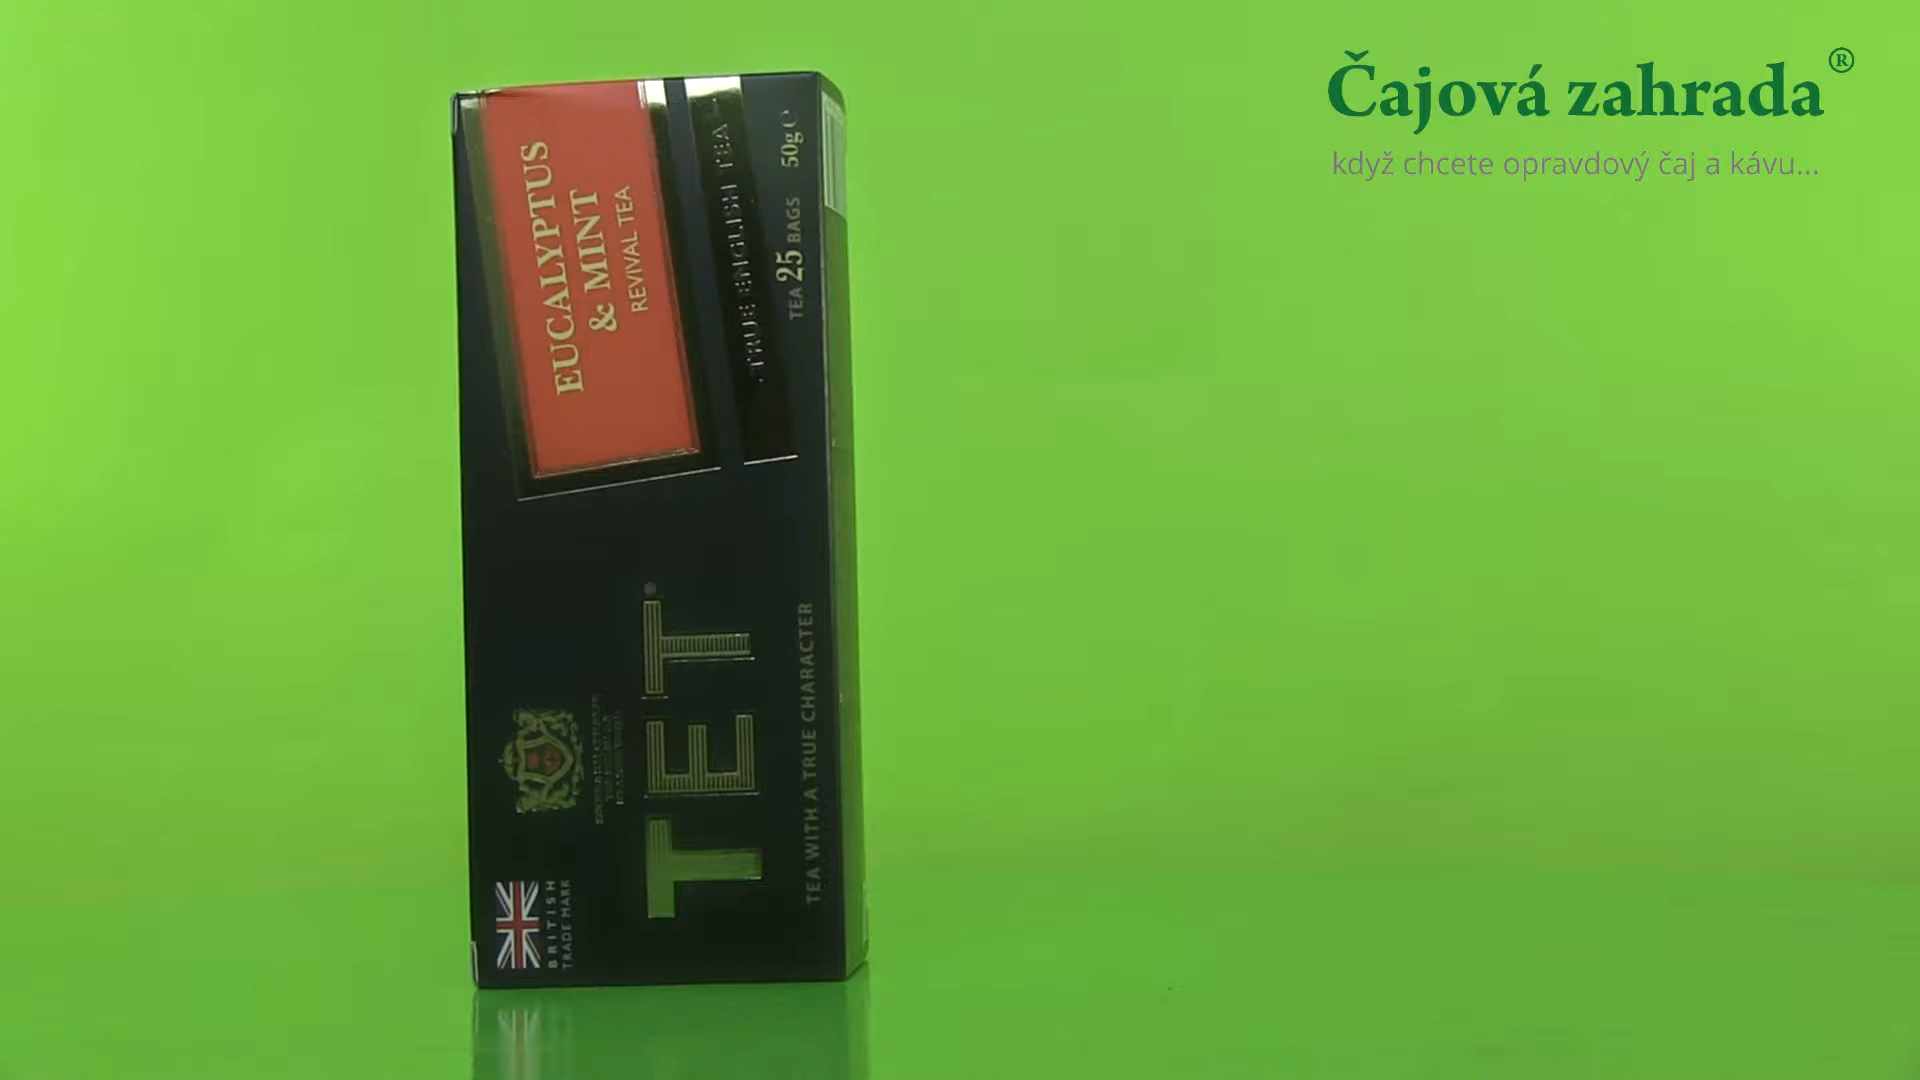 Čajová zahrada®
když chcete opravdový čaj a kávu...
EUCALYPTUS
& MINT
REVIVAL TEA
TRUE ENGLISH TEA
TEA 25 BAGS 50g ℮
TET
TEA WITH A TRUE CHARACTER
BRITISH
TRADE MARK